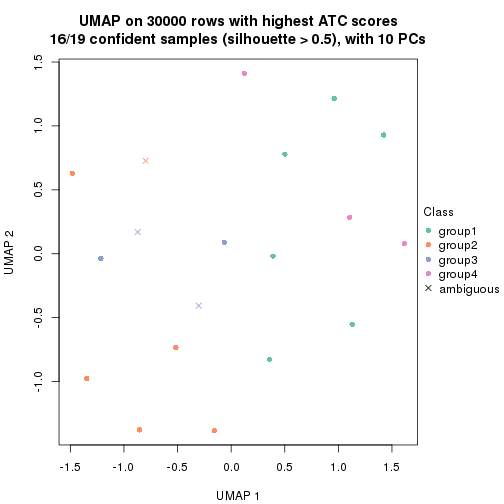 UMAP on 30000 rows with highest ATC scores
16/19 confident samples (silhouette > 0.5), with 10 PCs
1.5
1.0
0.5
0.0
-0.5
-1.0
UMAP 2
-1.5 -1.0 -0.5 0.0 0.5 1.0 1.5
UMAP 1
Class
group1
group2
group3
group4
ambiguous